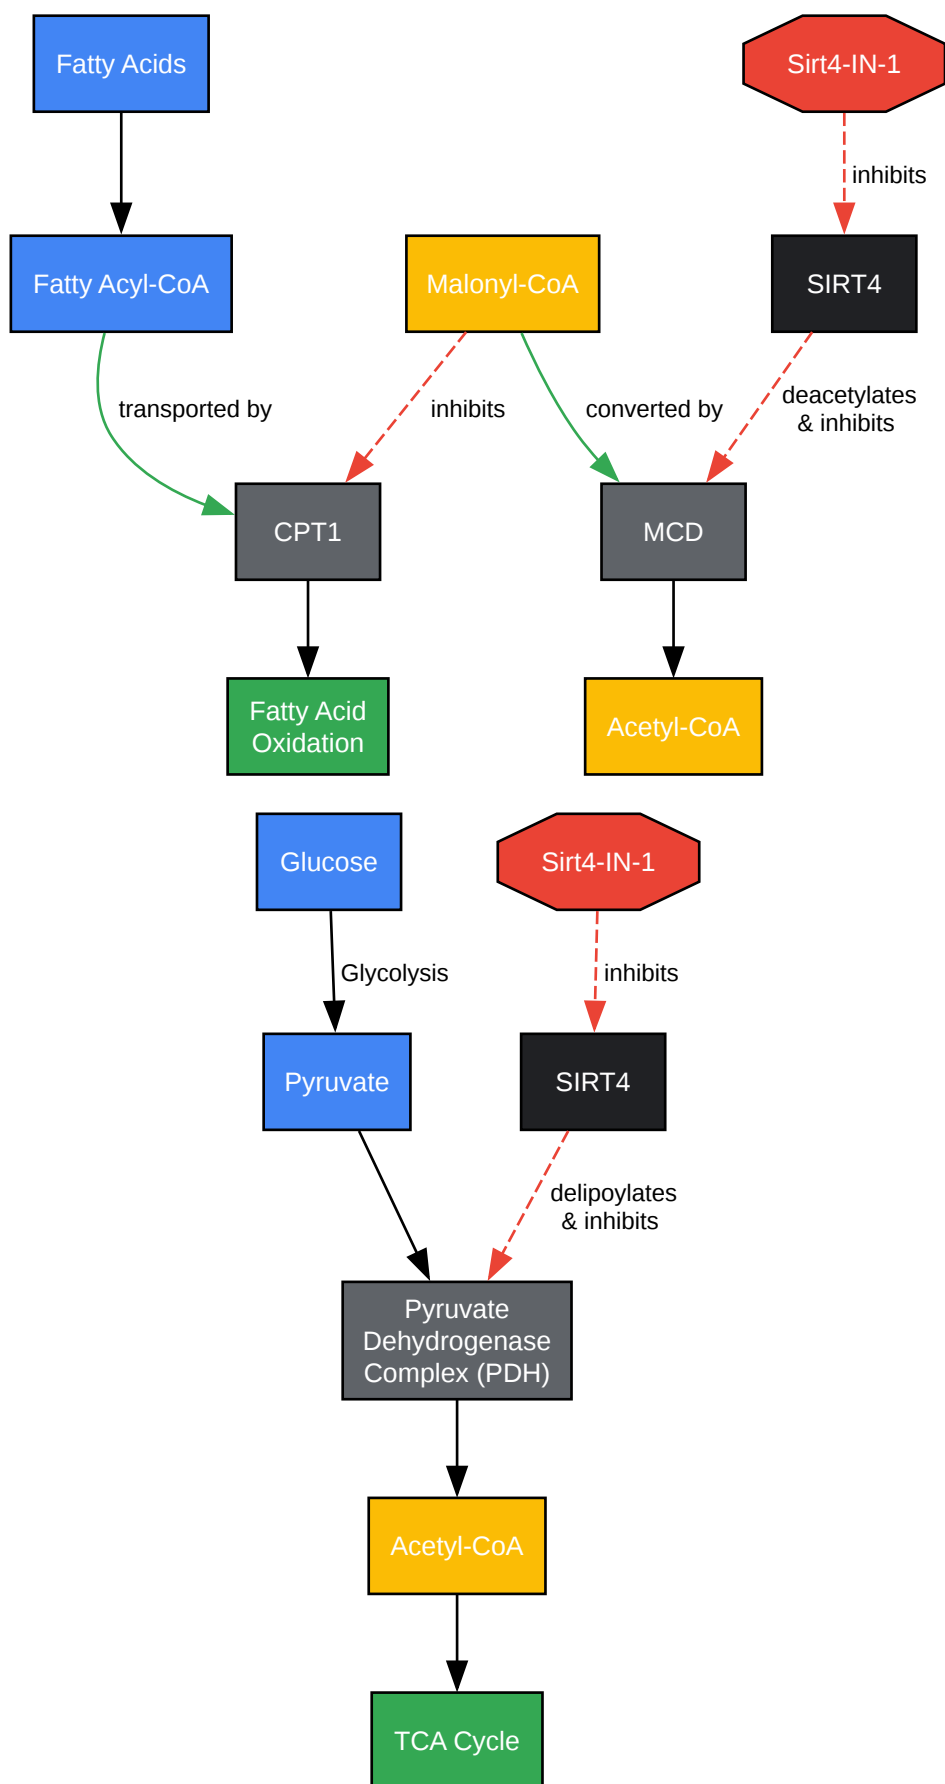 Fatty Acids
Sirt4-IN-1
inhibits
Fatty Acyl-CoA
Malonyl-CoA
SIRT4
transported by
inhibits
converted by
deacetylates
& inhibits
CPT1
MCD
Fatty Acid
Oxidation
Acetyl-CoA
Glucose
Sirt4-IN-1
Glycolysis
inhibits
Pyruvate
SIRT4
delipoylates
& inhibits
Pyruvate
Dehydrogenase
Complex (PDH)
Acetyl-CoA
TCA Cycle